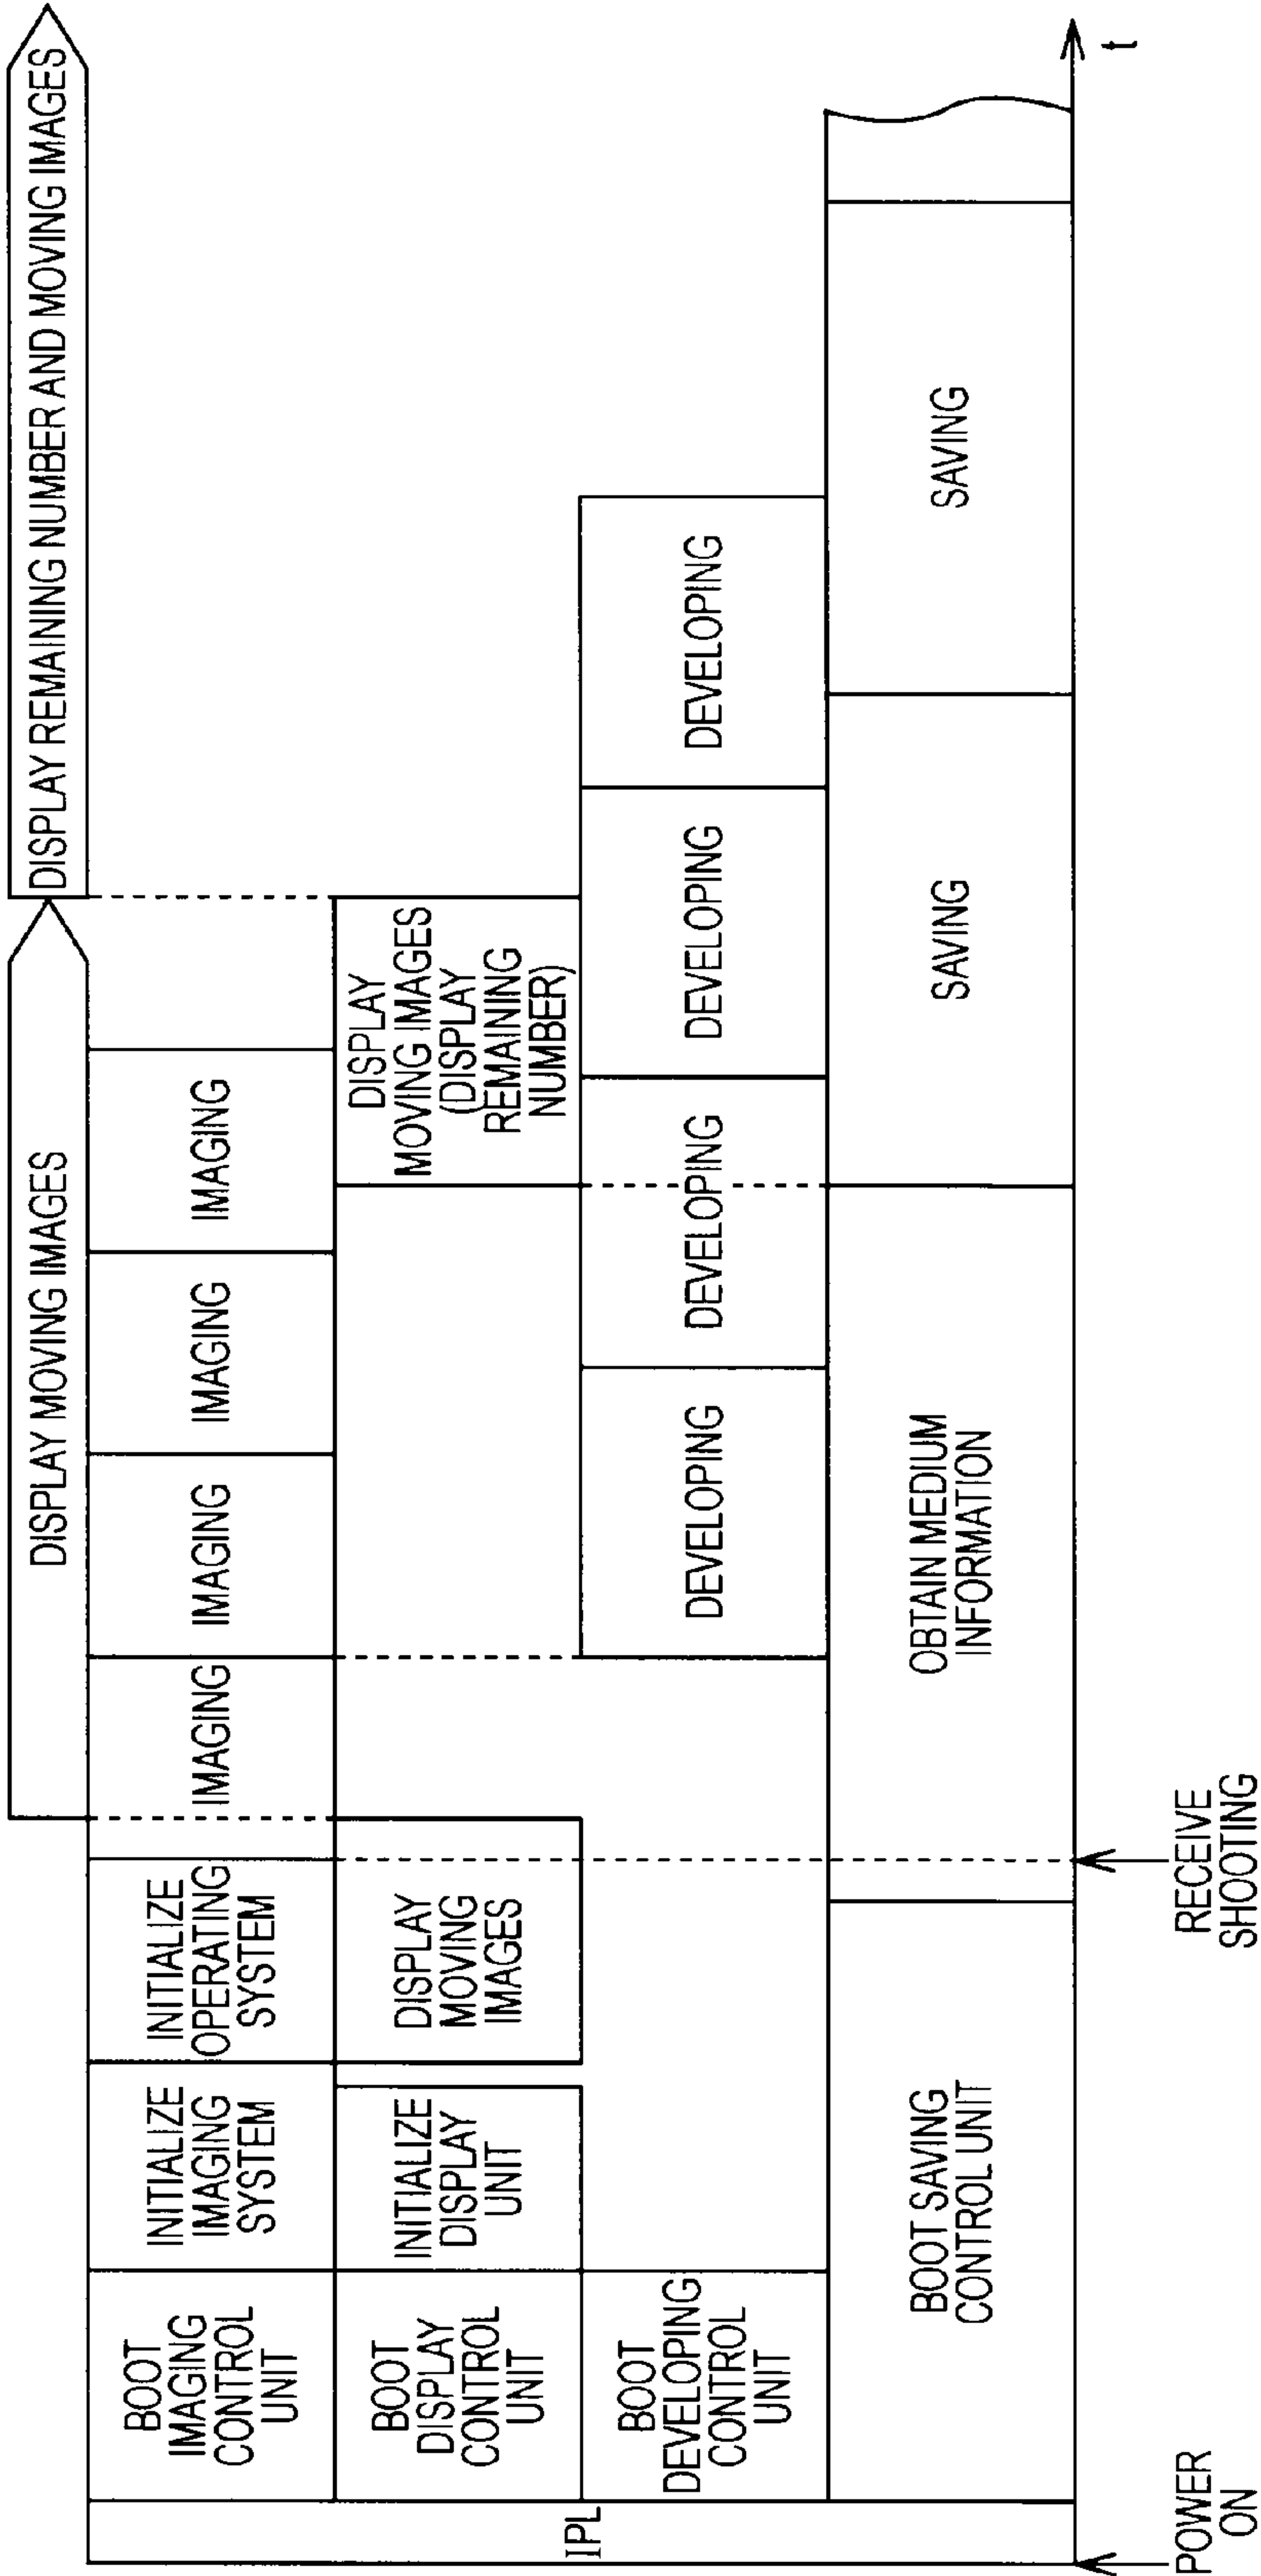 DISPLAY MOVING IMAGES
DISPLAY REMAINING NUMBER AND MOVING IMAGES
IPL
BOOT
IMAGING
CONTROL
UNIT
INITIALIZE
IMAGING
SYSTEM
INITIALIZE
OPERATING
SYSTEM
IMAGING
IMAGING
IMAGING
IMAGING
BOOT
DISPLAY
CONTROL
UNIT
INITIALIZE
DISPLAY
UNIT
DISPLAY
MOVING
IMAGES
DISPLAY
MOVING IMAGES
(DISPLAY
REMAINING
NUMBER)
BOOT
DEVELOPING
CONTROL
UNIT
DEVELOPING
DEVELOPING
DEVELOPING
DEVELOPING
BOOT SAVING
CONTROL UNIT
OBTAIN MEDIUM
INFORMATION
SAVING
SAVING
t
POWER
ON
RECEIVE
SHOOTING